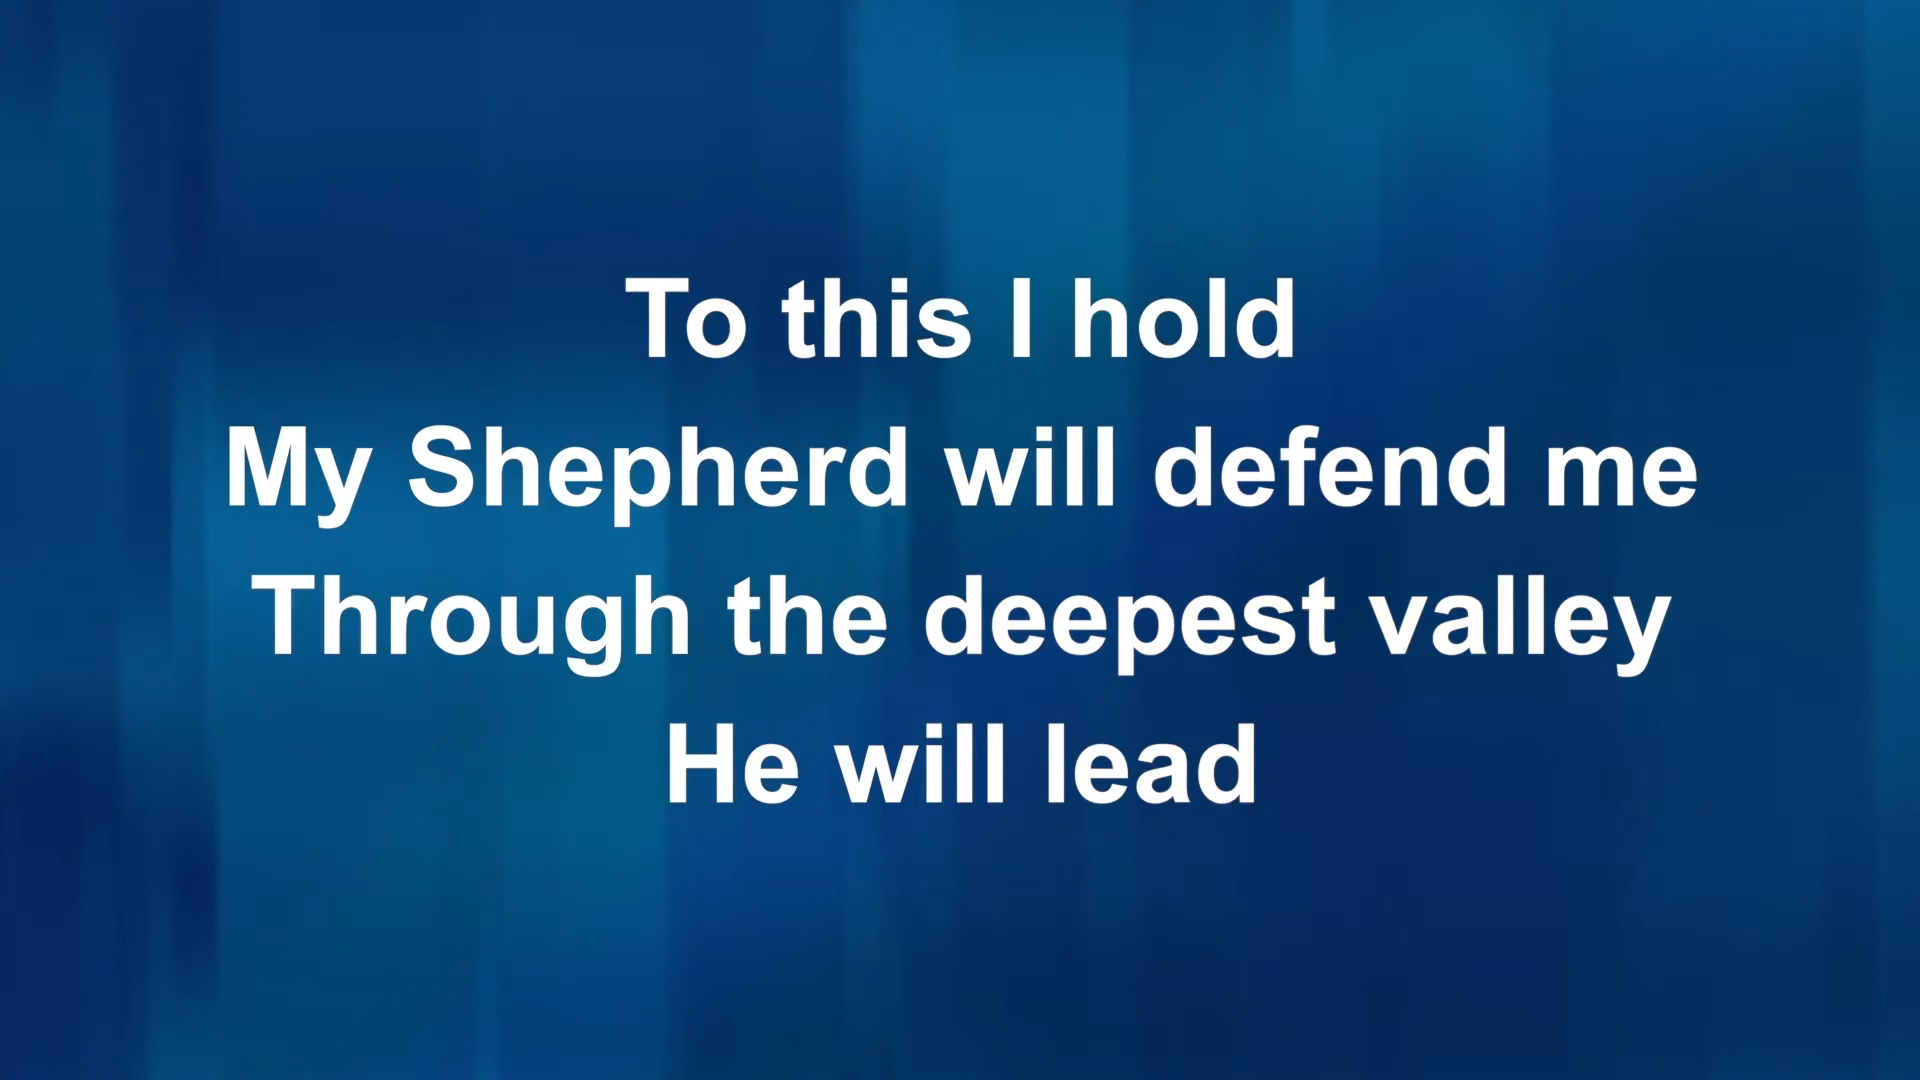 To this I hold
My Shepherd will defend me
Through the deepest valley
He will lead